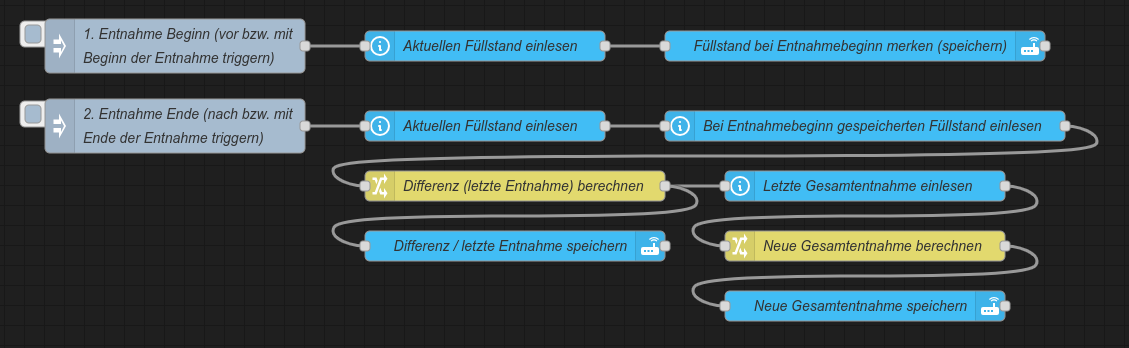 1. Entnahme Beginn (vor bzw. mit
Beginn der Entnahme triggern)
Aktuellen Füllstand einlesen
Füllstand bei Entnahmebeginn merken (speichern)
2. Entnahme Ende (nach bzw. mit
Ende der Entnahme triggern)
Aktuellen Füllstand einlesen
Bei Entnahmebeginn gespeicherten Füllstand einlesen
Differenz (letzte Entnahme) berechnen
Letzte Gesamtentnahme einlesen
Differenz / letzte Entnahme speichern
Neue Gesamtentnahme berechnen
Neue Gesamtentnahme speichern